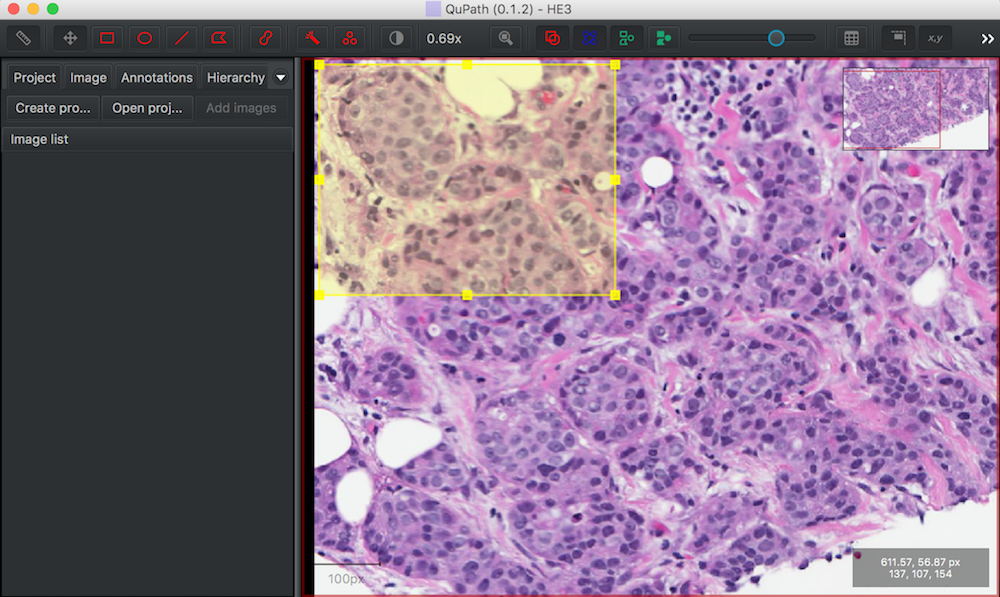 QuPath (0.1.2) - HE3
0.69x
x,y
Project Image Annotations Hierarchy
Create pro... Open proj... Add images
Image list
100px
611.57, 56.87 px
137, 107, 154